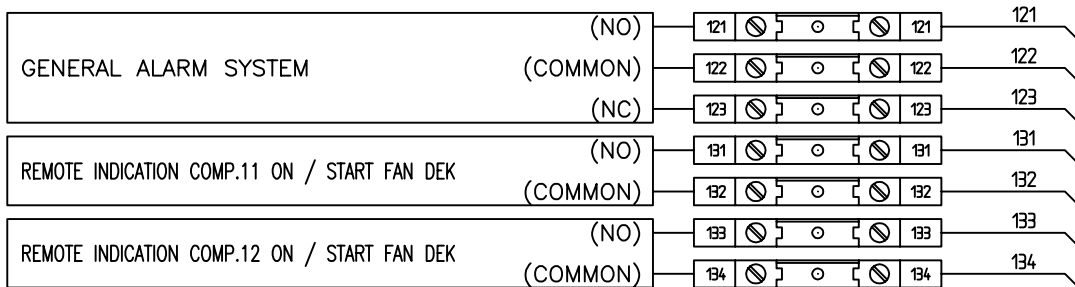 (NO) 121 121 121
GENERAL ALARM SYSTEM (COMMON) 122 122 122
(NC) 123 123 123
(NO) 131 131 131
REMOTE INDICATION COMP.11 ON / START FAN DEK
(COMMON) 132 132 132
(NO) 133 133 133
REMOTE INDICATION COMP.12 ON / START FAN DEK
(COMMON) 134 134 134